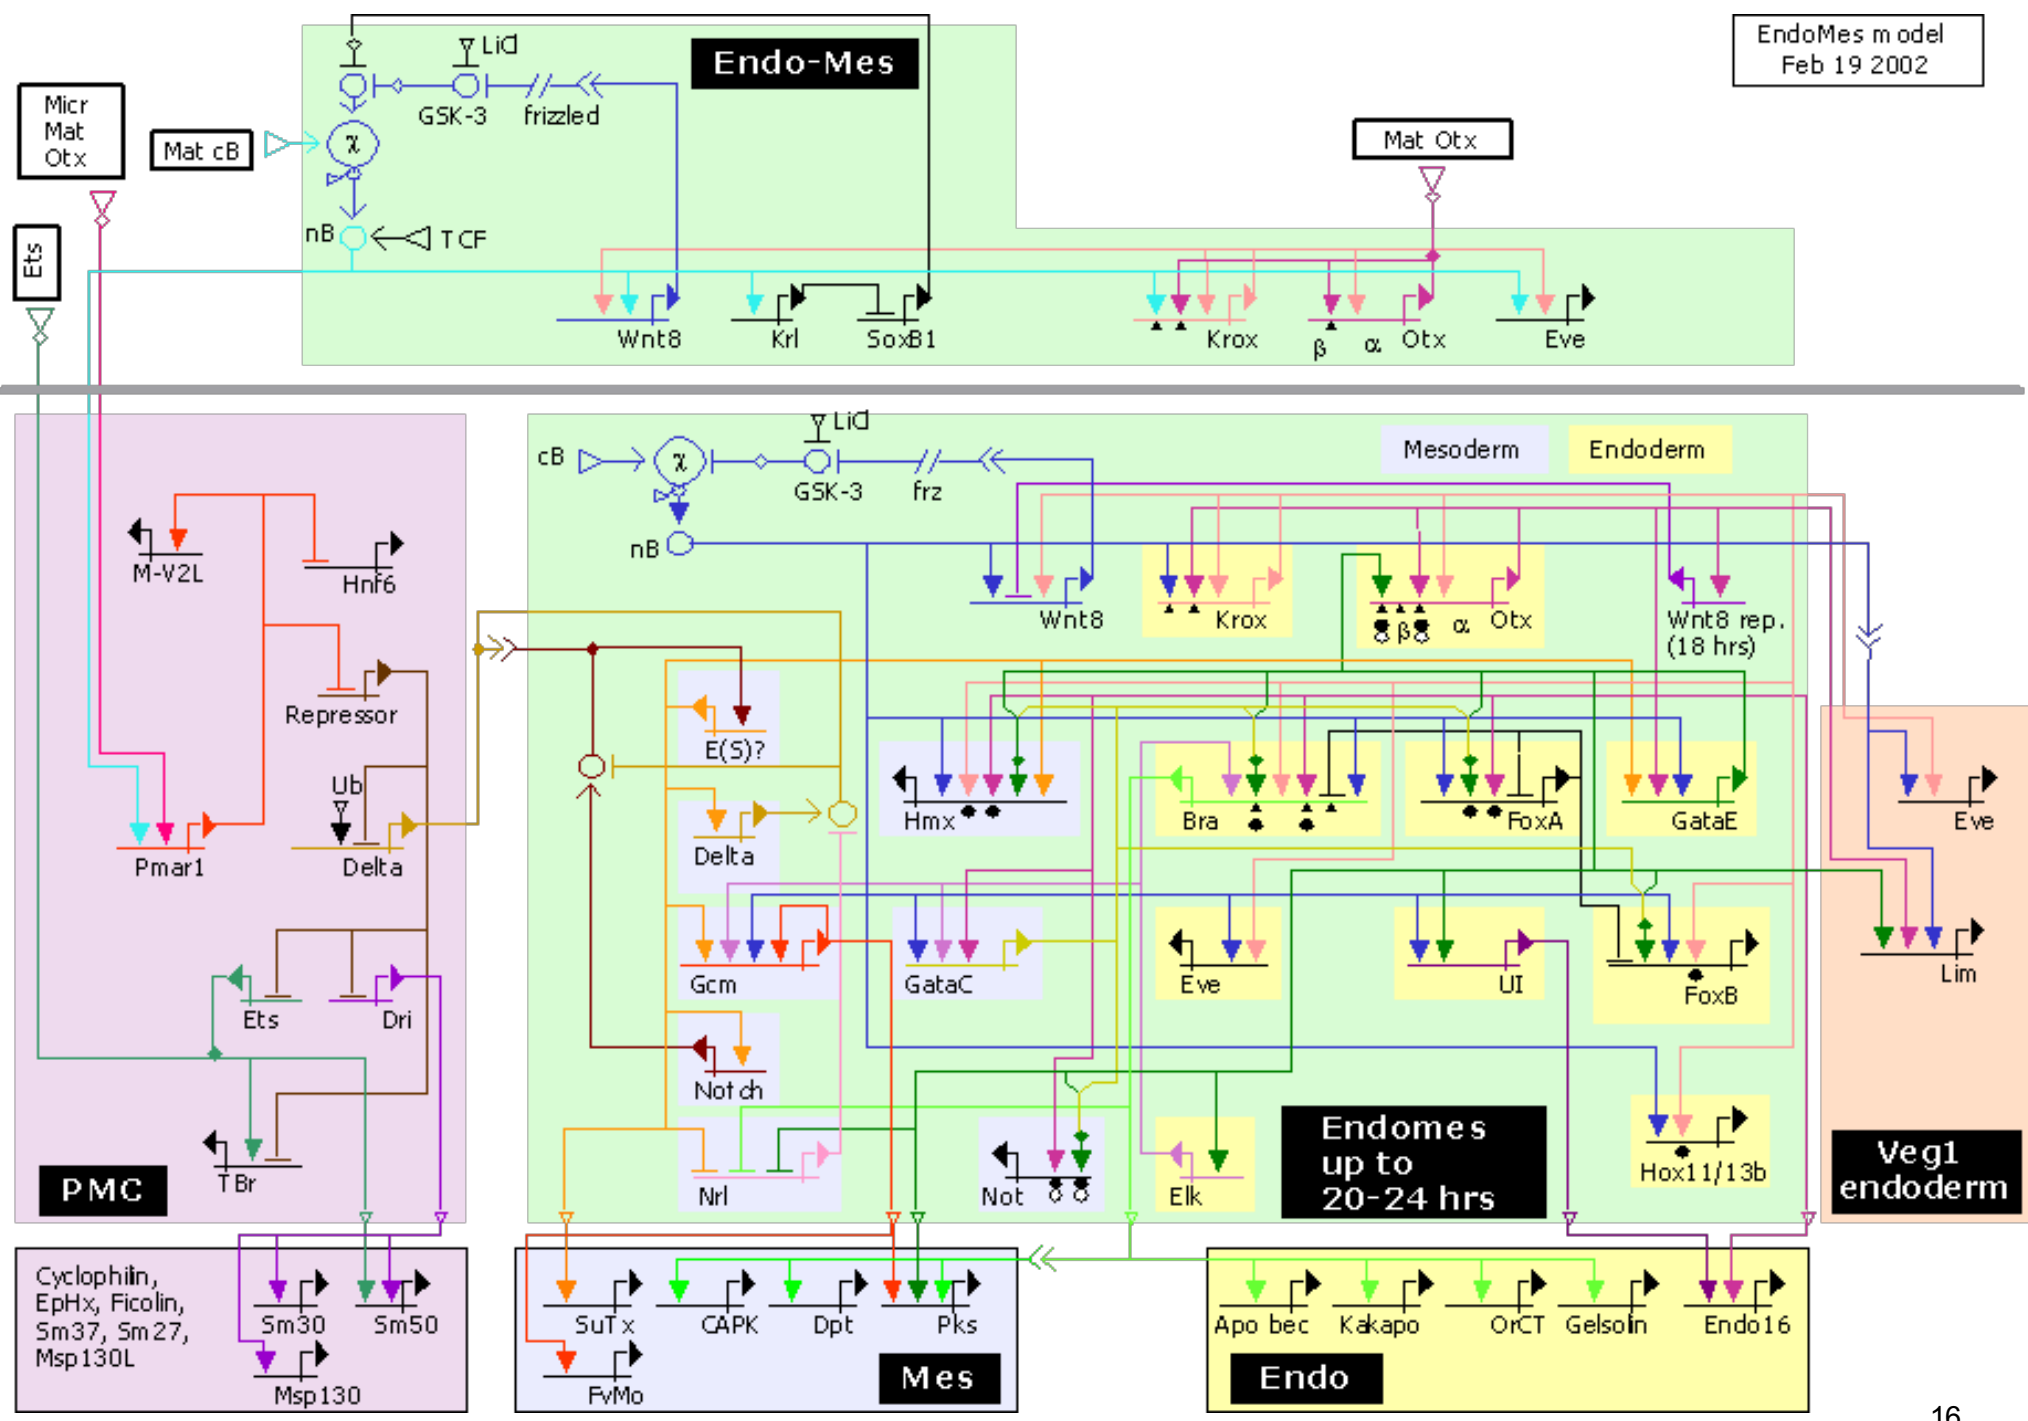 EndoMes model
Feb 19 2002
LiCl
Endo-Mes
Micr
Mat
Otx
GSK-3
frizzled
Mat cB
χ
Mat Otx
Ets
nB
TCF
Wnt8
Krl
SoxB1
Krox
β
α
Otx
Eve
LiCl
cB
χ
GSK-3
frz
Mesoderm
Endoderm
nB
M-V2L
Hnf6
Wnt8
Krox
β
α
Otx
Wnt8 rep.
(18 hrs)
Repressor
E(S)?
Ub
Hmx
Bra
FoxA
GataE
Eve
Pmar1
Delta
Delta
Gcm
GataC
Eve
UI
FoxB
Lim
Ets
Dri
Notch
Endomes
up to
20-24 hrs
Veg1
endoderm
PMC
TBr
Nrl
Not
Elk
Hox11/13b
Cyclophilin,
EpHx, Ficolin,
Sm37, Sm27,
Msp130L
Sm30
Sm50
Msp130
SuTx
CAPK
Dpt
Pks
FvMo
Mes
Apo bec
Kakapo
OrCT
Gelsolin
Endo16
Endo
16